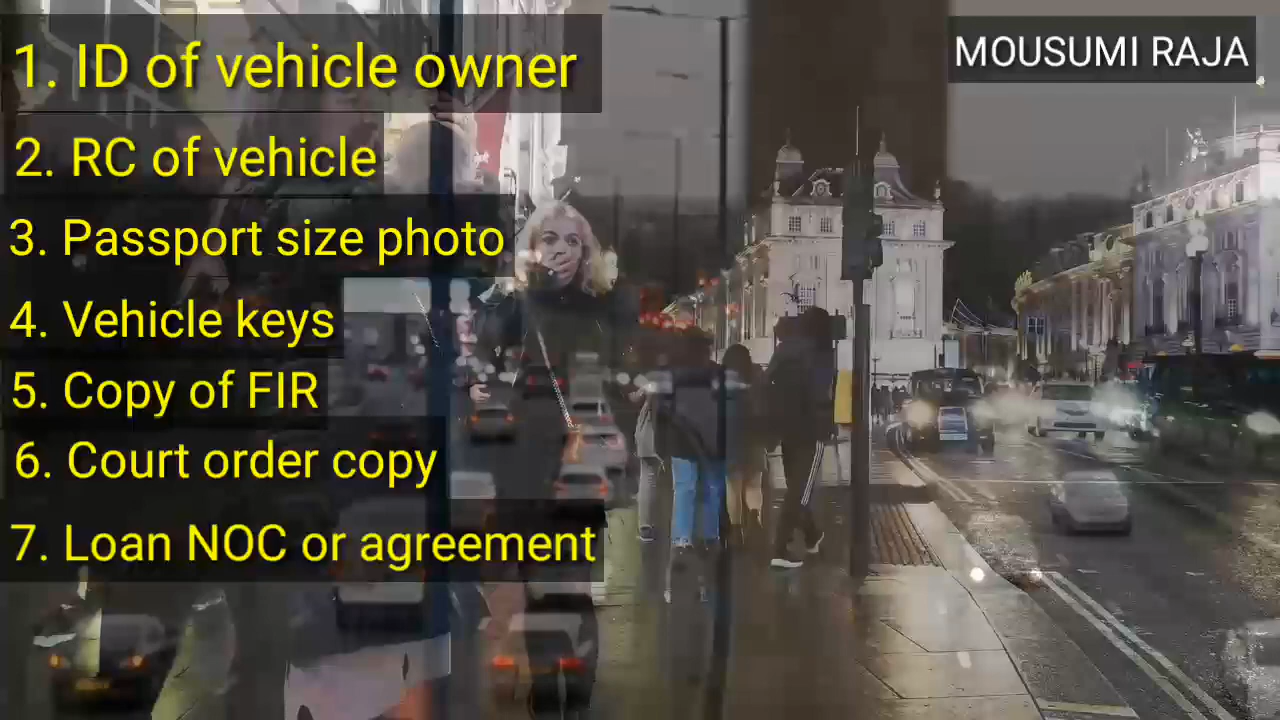 1. ID of vehicle owner
MOUSUMI RAJA
2. RC of vehicle
3. Passport size photo
4. Vehicle keys
5. Copy of FIR
6. Court order copy
7. Loan NOC or agreement